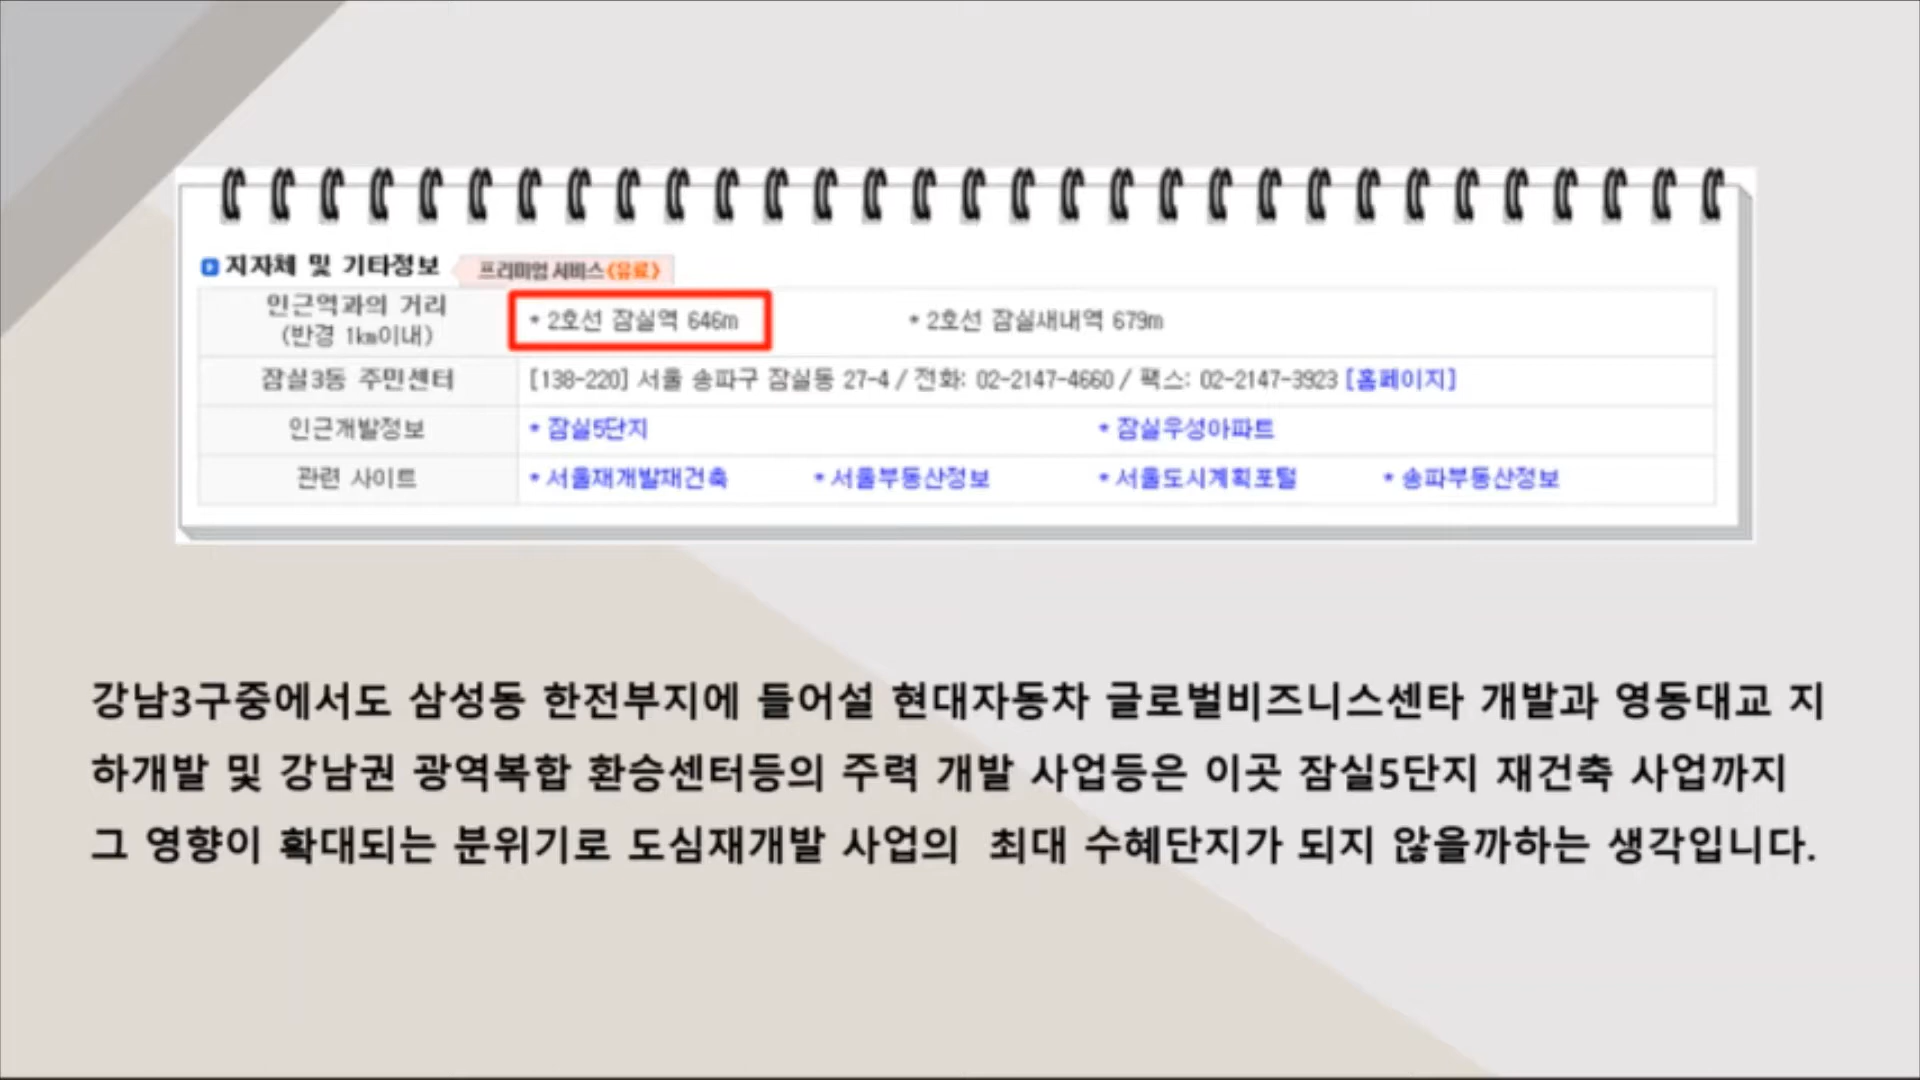 지자체 및 기타정보 프리미엄 서비스(유료)
인근역과의 거리
(반경 1km이내)
* 2호선 잠실역 646m * 2호선 잠실새내역 679m
잠실3동 주민센터 [138-220] 서울 송파구 잠실동 27-4 / 전화: 02-2147-4660 / 팩스: 02-2147-3923 [홈페이지]
인근개발정보 * 잠실5단지 * 잠실우성아파트
관련 사이트 * 서울재개발재건축 * 서울부동산정보 * 서울도시계획포털 * 송파부동산정보
강남3구중에서도 삼성동 한전부지에 들어설 현대자동차 글로벌비즈니스센타 개발과 영동대교 지
하개발 및 강남권 광역복합 환승센터등의 주력 개발 사업등은 이곳 잠실5단지 재건축 사업까지
그 영향이 확대되는 분위기로 도심재개발 사업의 최대 수혜단지가 되지 않을까하는 생각입니다.